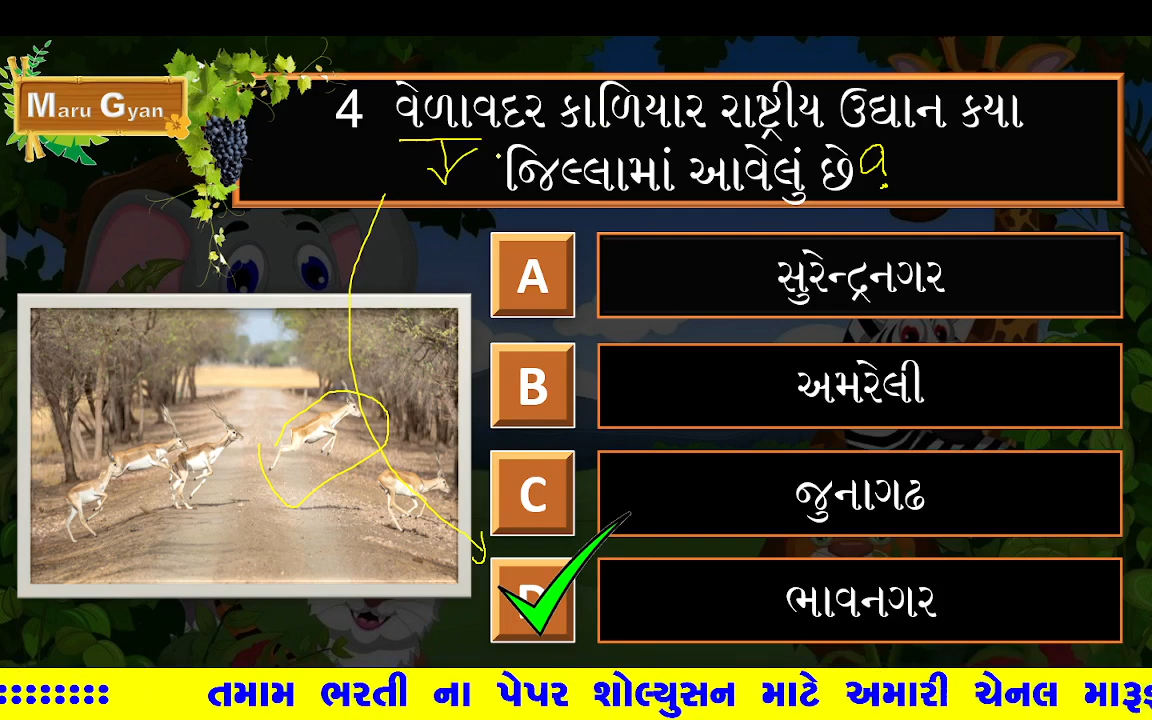 Maru Gyan
4 વેળાવદર કાળિયાર રાષ્ટ્રીય ઉદ્યાન કયા
જિલ્લામાં આવેલું છે?
A સુરેન્દ્રનગર
B અમરેલી
C જુનાગઢ
D ભાવનગર
:::::::: તમામ ભરતી ના પેપર શોલ્યુસન માટે અમારી ચેનલ